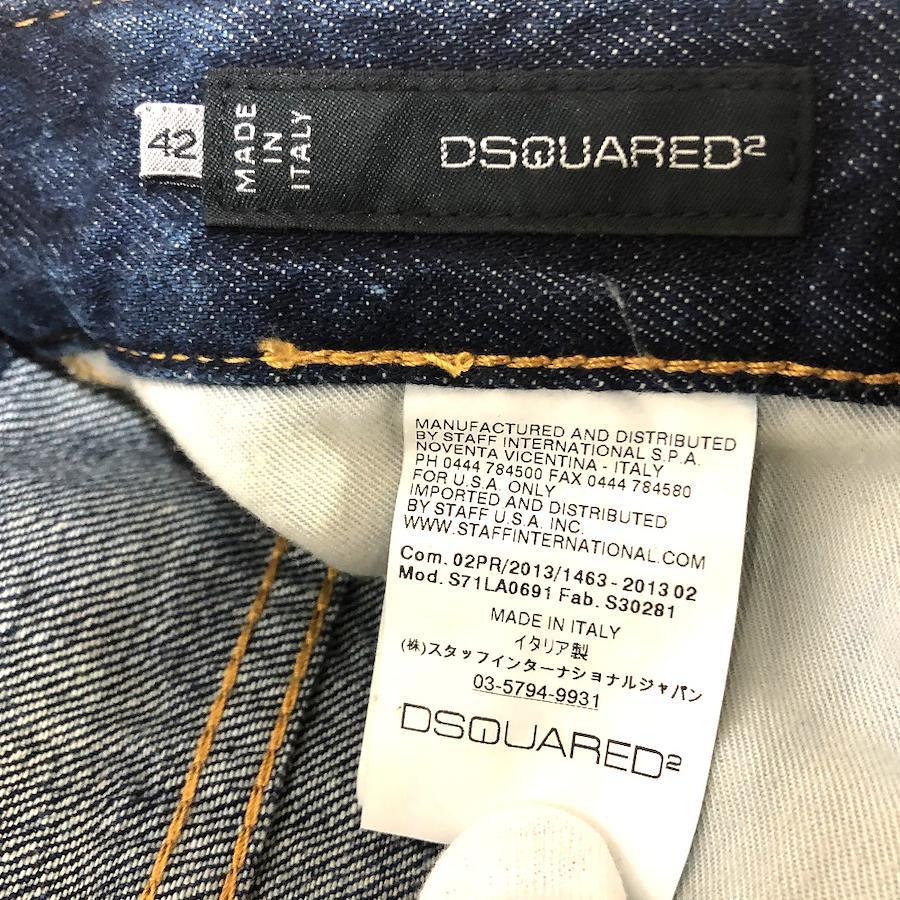 42
MADE
IN
ITALY
DSQUARED2
MANUFACTURED AND DISTRIBUTED
BY STAFF INTERNATIONAL S.P.A.
NOVENTA VICENTINA - ITALY
PH 0444 784500 FAX 0444 784580
FOR U.S.A. ONLY
IMPORTED AND DISTRIBUTED
BY STAFF U.S.A. INC.
WWW.STAFFINTERNATIONAL.COM
Com. 02PR/2013/1463 - 2013 02
Mod. S71LA0691 Fab. S30281
MADE IN ITALY
イタリア製
(株)スタッフインターナショナルジャパン
03-5794-9931
DSQUARED2